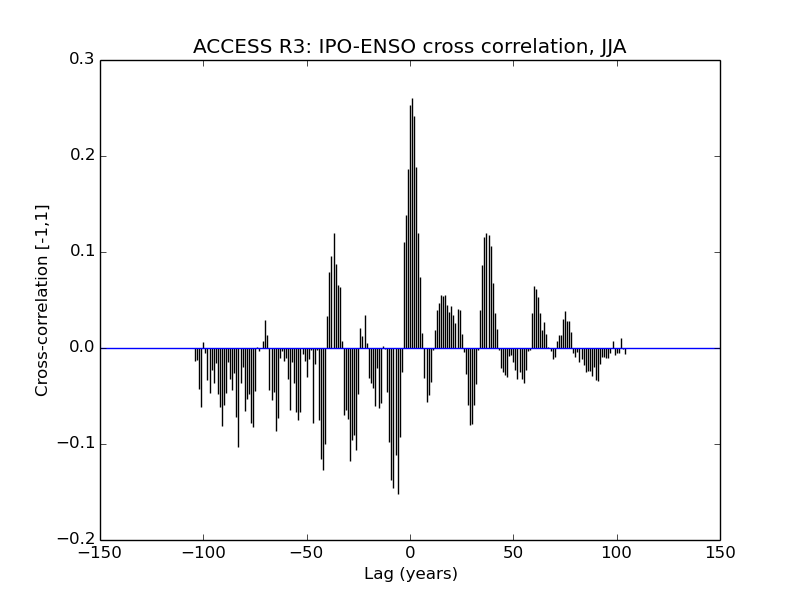 ACCESS R3: IPO-ENSO cross correlation, JJA
0.3
0.2
0.1
0.0
−0.1
−0.2
Cross-correlation [-1,1]
−150 −100 −50 0 50 100 150
Lag (years)